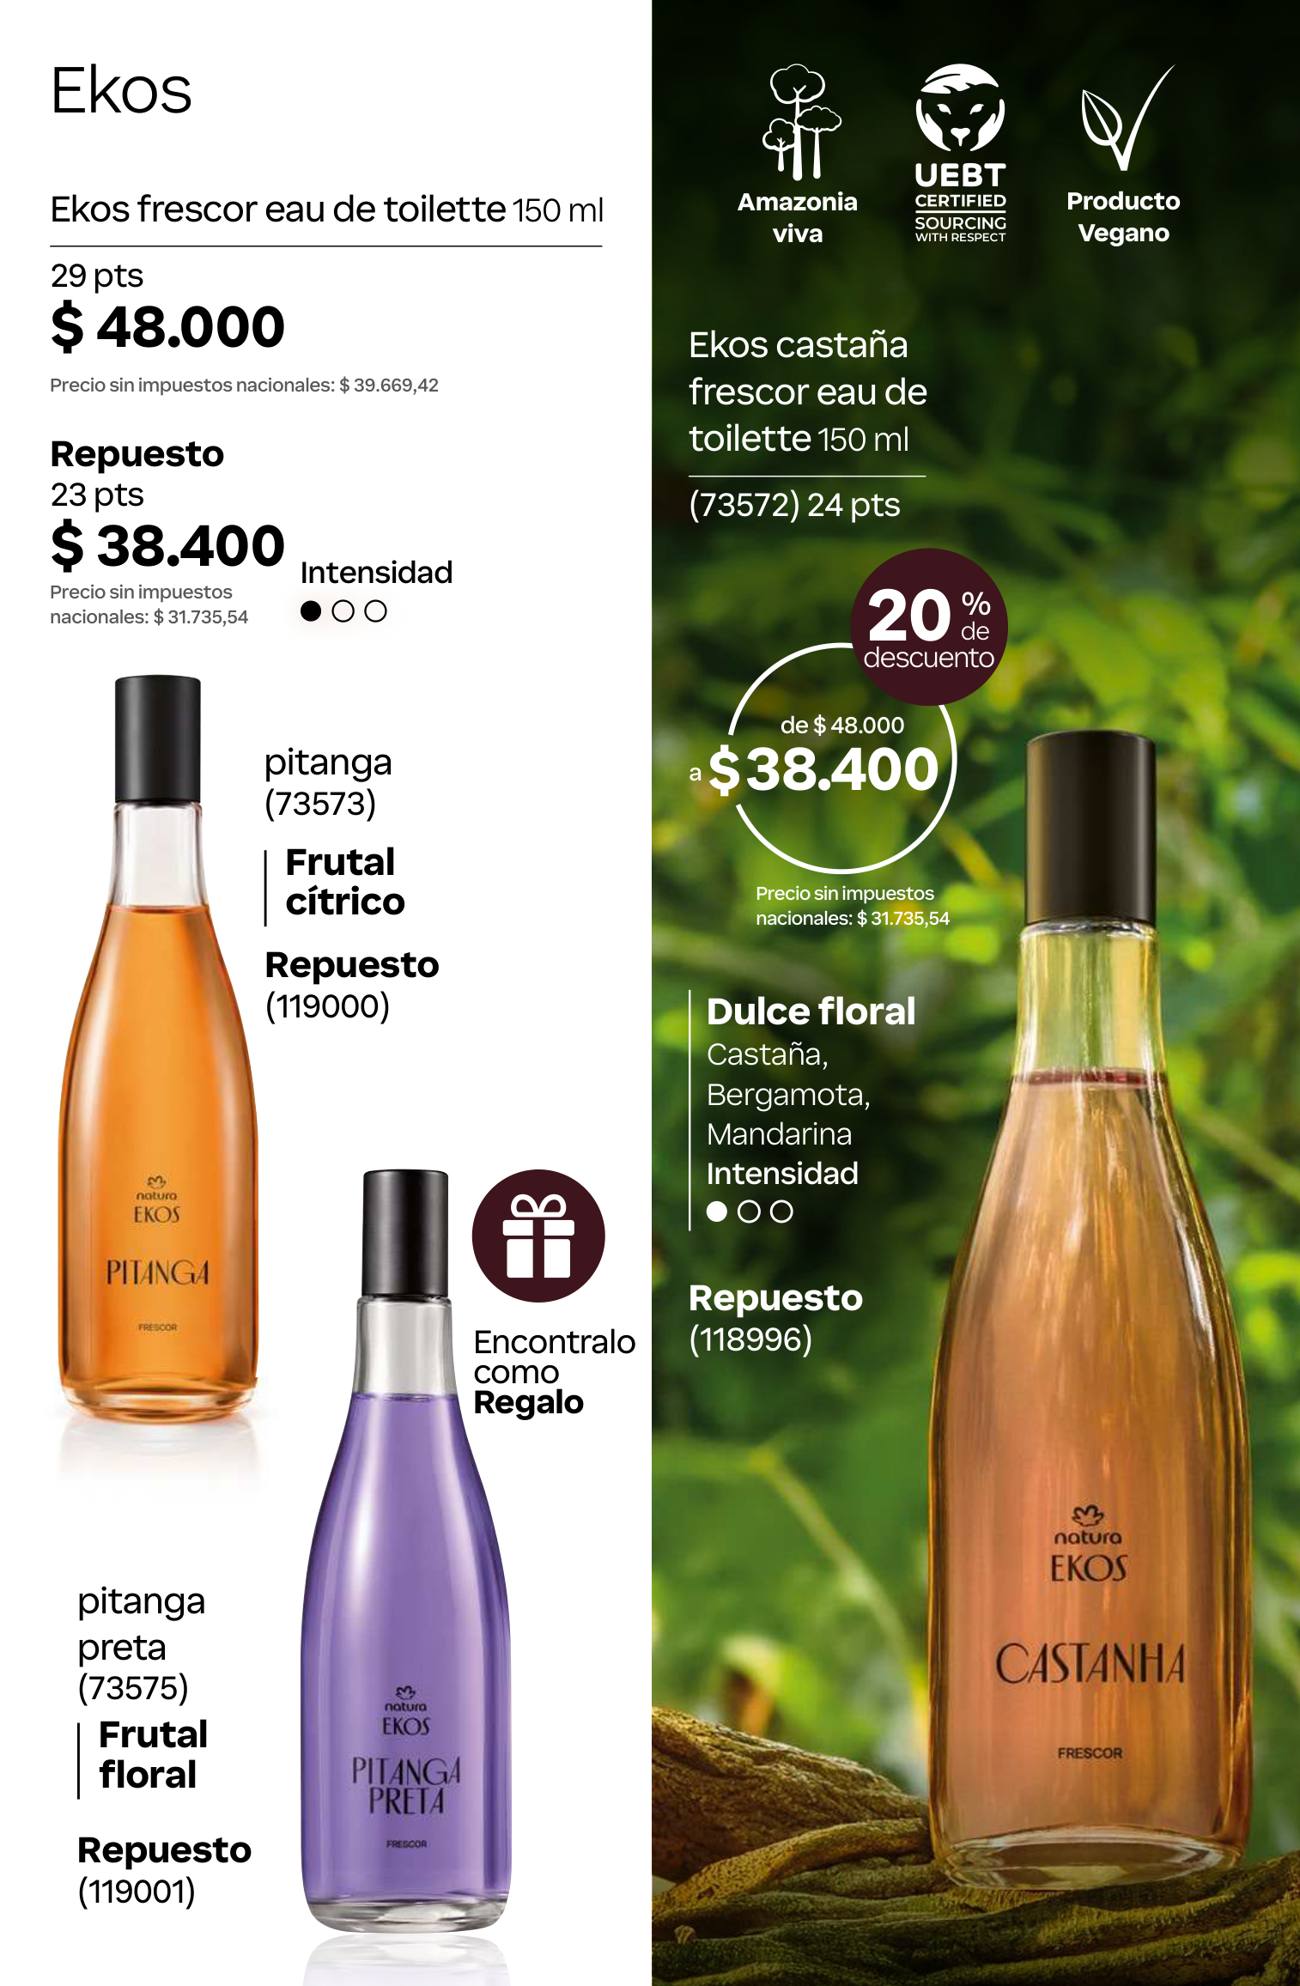 Ekos
Ekos frescor eau de toilette 150 ml
29 pts
$ 48.000
Precio sin impuestos nacionales: $ 39.669,42
Repuesto
23 pts
$ 38.400
Precio sin impuestos
nacionales: $ 31.735,54
Intensidad
pitanga
(73573)
Frutal
cítrico
Repuesto
(119000)
natura
EKOS
PITANGA
FRESCOR
Encontralo
como
Regalo
natura
EKOS
PITANGA
PRETA
FRESCOR
pitanga
preta
(73575)
Frutal
floral
Repuesto
(119001)
Amazonia
viva
UEBT
CERTIFIED
SOURCING
WITH RESPECT
Producto
Vegano
Ekos castaña
frescor eau de
toilette 150 ml
(73572) 24 pts
20 %
de
descuento
de $ 48.000
a $ 38.400
Precio sin impuestos
nacionales: $ 31.735,54
Dulce floral
Castaña,
Bergamota,
Mandarina
Intensidad
Repuesto
(118996)
natura
EKOS
CASTANHA
FRESCOR